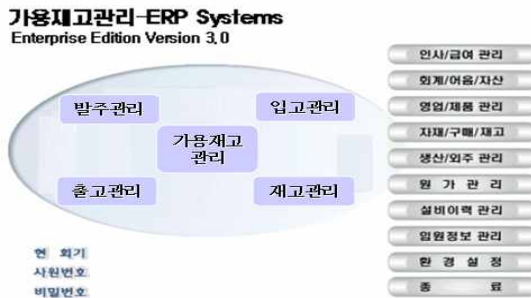 가용재고관리-ERP Systems
Enterprise Edition Version 3.0
발주관리
입고관리
가용재고
관리
출고관리
재고관리
현 회기
사원번호
비밀번호
인사/급여 관리
회계/어음/자산
영업/제품 관리
자재/구매/재고
생산/외주 관리
원 가 관 리
설비이력 관리
임원정보 관리
환 경 설 정
종 료